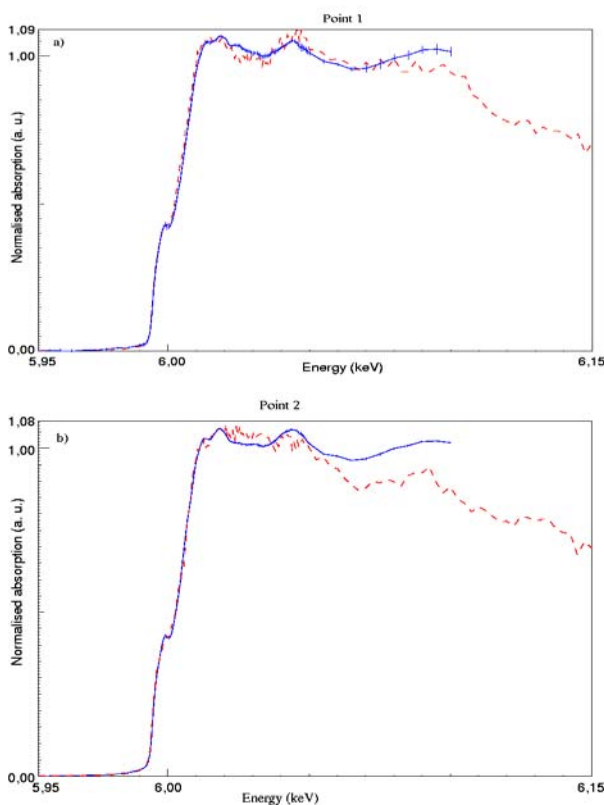 Point 1
1,09
a)
1,00
Normalised absorption (a. u.)
0,00
5,95
6,00
Energy (keV)
6,15
Point 2
1,08
b)
1,00
Normalised absorption (a. u.)
0,00
5,95
6,00
Energy (keV)
6,15